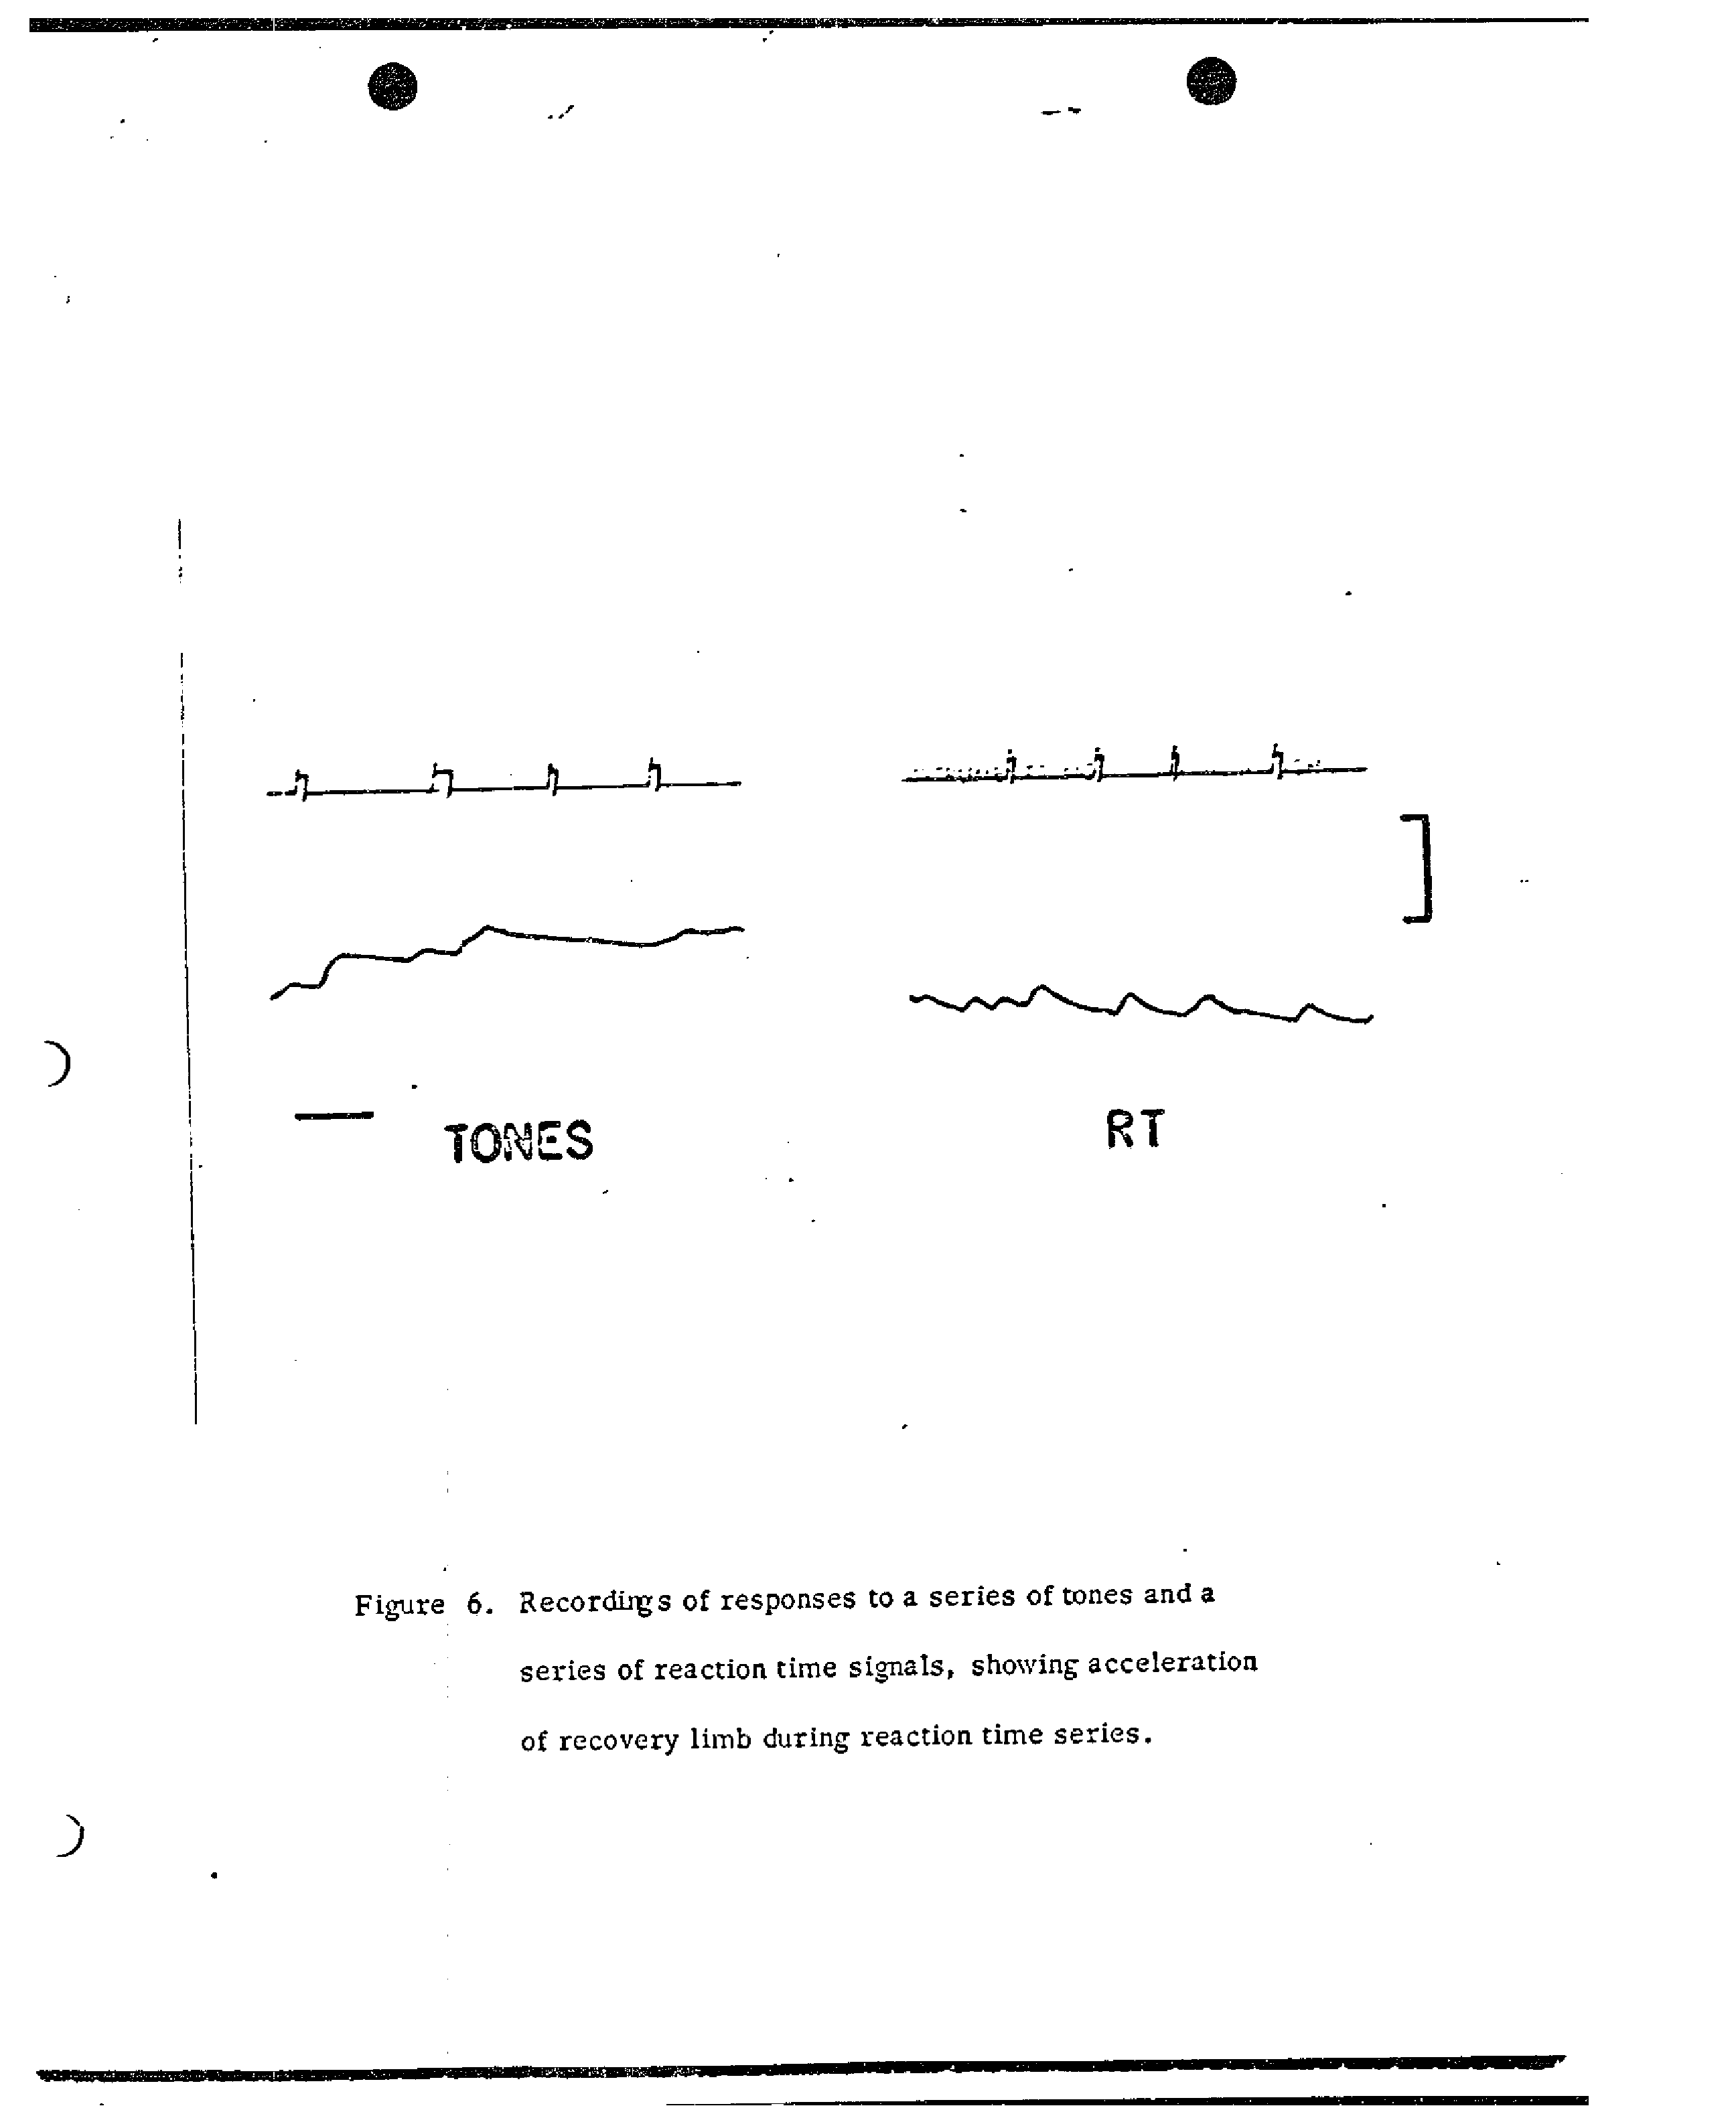 TONES RT
Figure 6. Recordings of responses to a series of tones and a
series of reaction time signals, showing acceleration
of recovery limb during reaction time series.